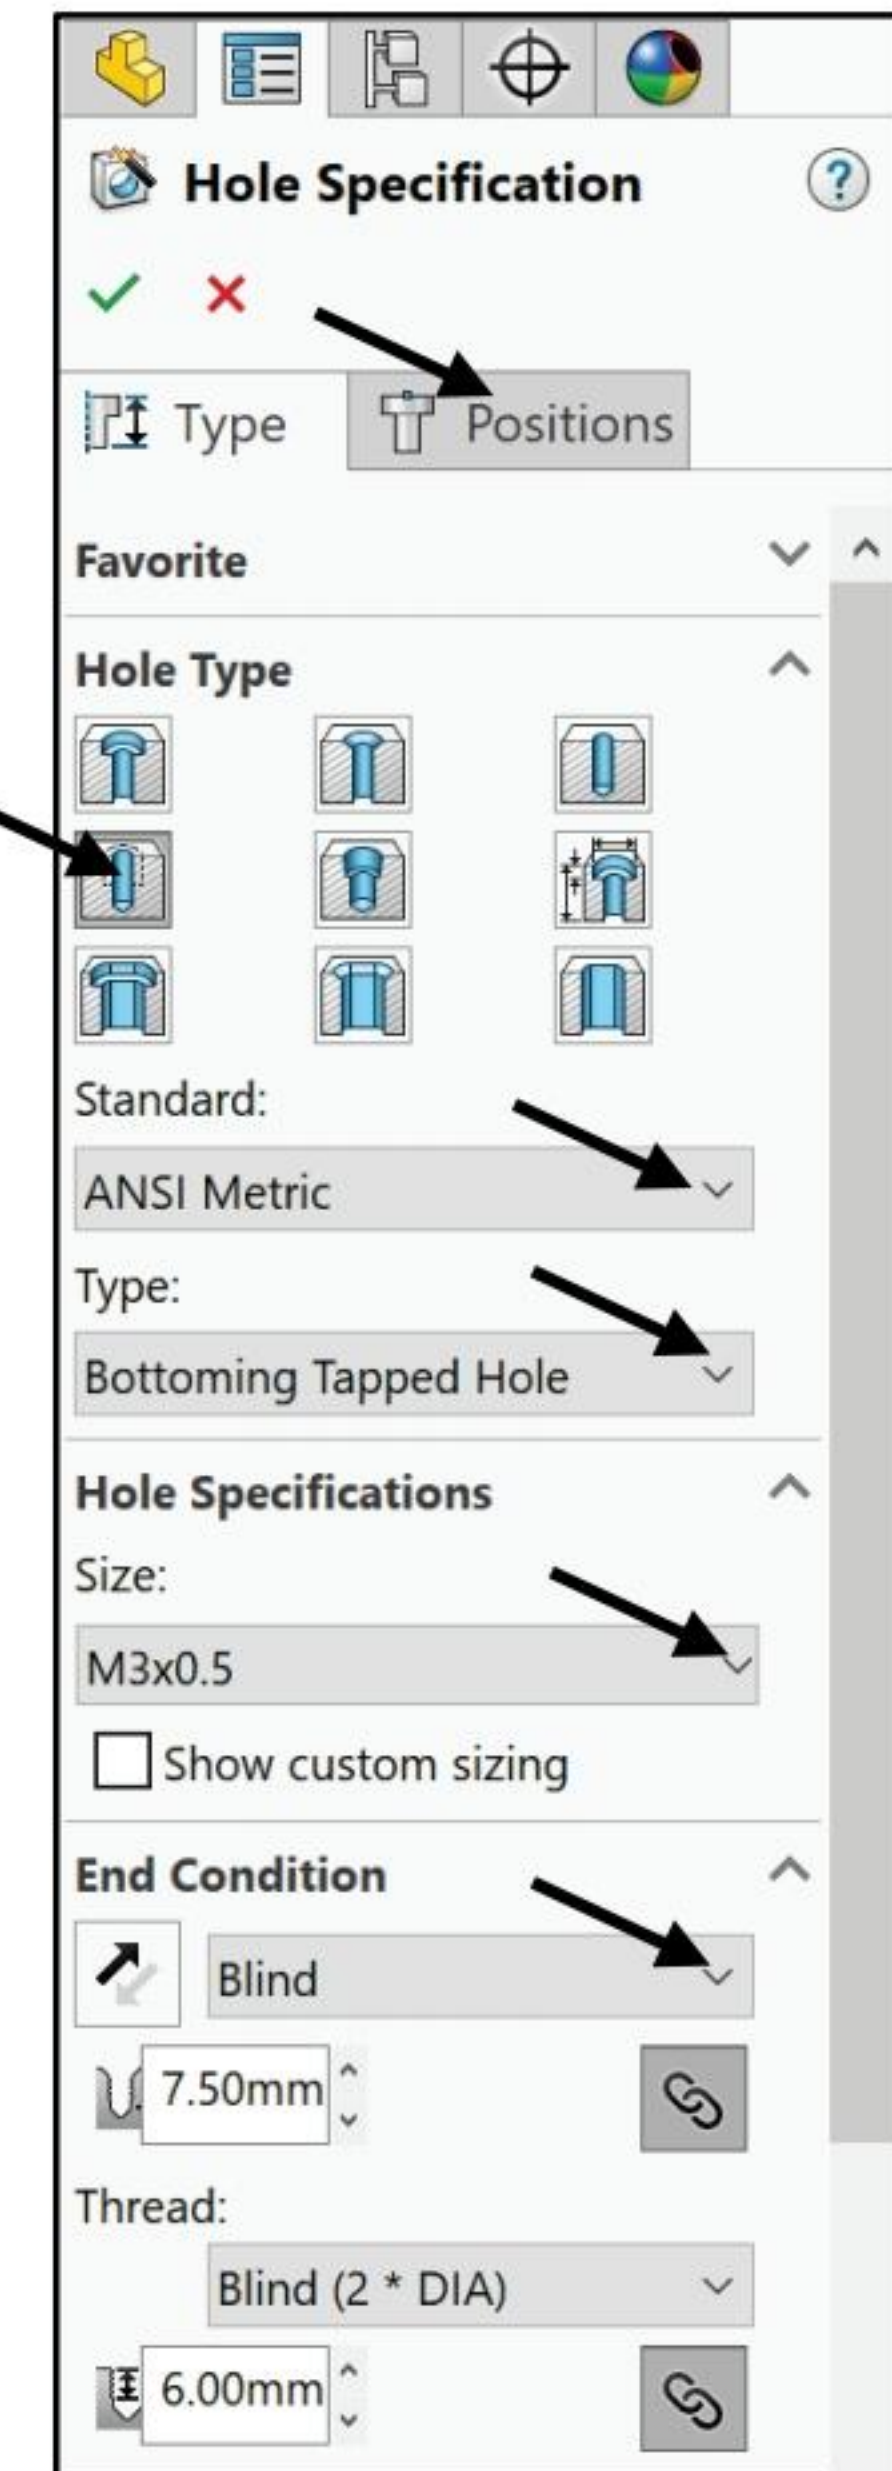 Hole Specification
?
Type
Positions
Favorite
Hole Type
Standard:
ANSI Metric
Type:
Bottoming Tapped Hole
Hole Specifications
Size:
M3x0.5
Show custom sizing
End Condition
Blind
7.50mm
Thread:
Blind (2 * DIA)
6.00mm